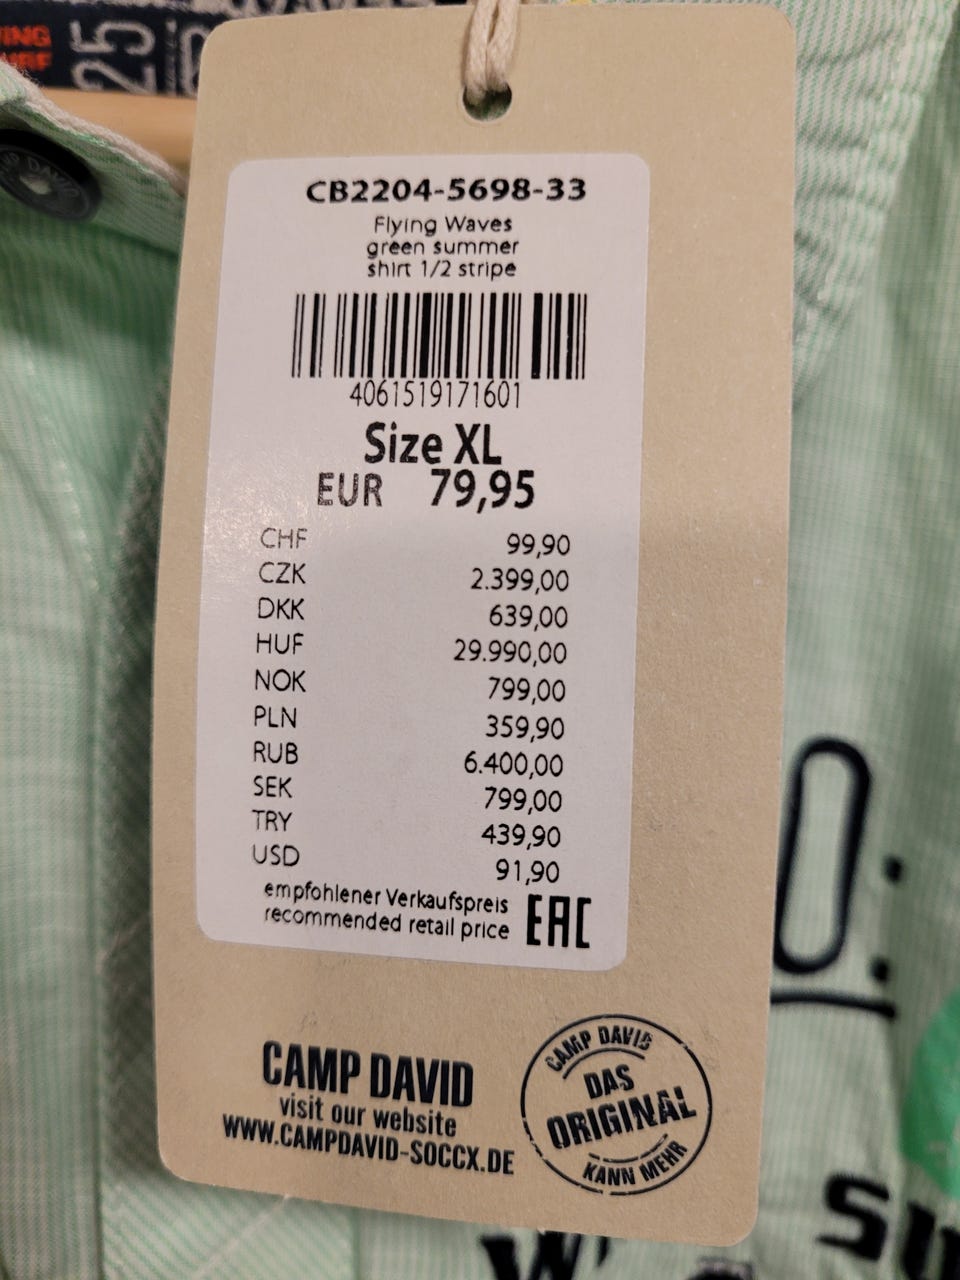 25
CB2204-5698-33
Flying Waves
green summer
shirt 1/2 stripe
4061519171601
Size XL
EUR 79,95
CHF 99,90
CZK 2.399,00
DKK 639,00
HUF 29.990,00
NOK 799,00
PLN 359,90
RUB 6.400,00
SEK 799,00
TRY 439,90
USD 91,90
empfohlener Verkaufspreis
recommended retail price
EAC
CAMP DAVID
visit our website
WWW.CAMPDAVID-SOCCX.DE
CAMP DAVID
DAS
ORIGINAL
KANN MEHR